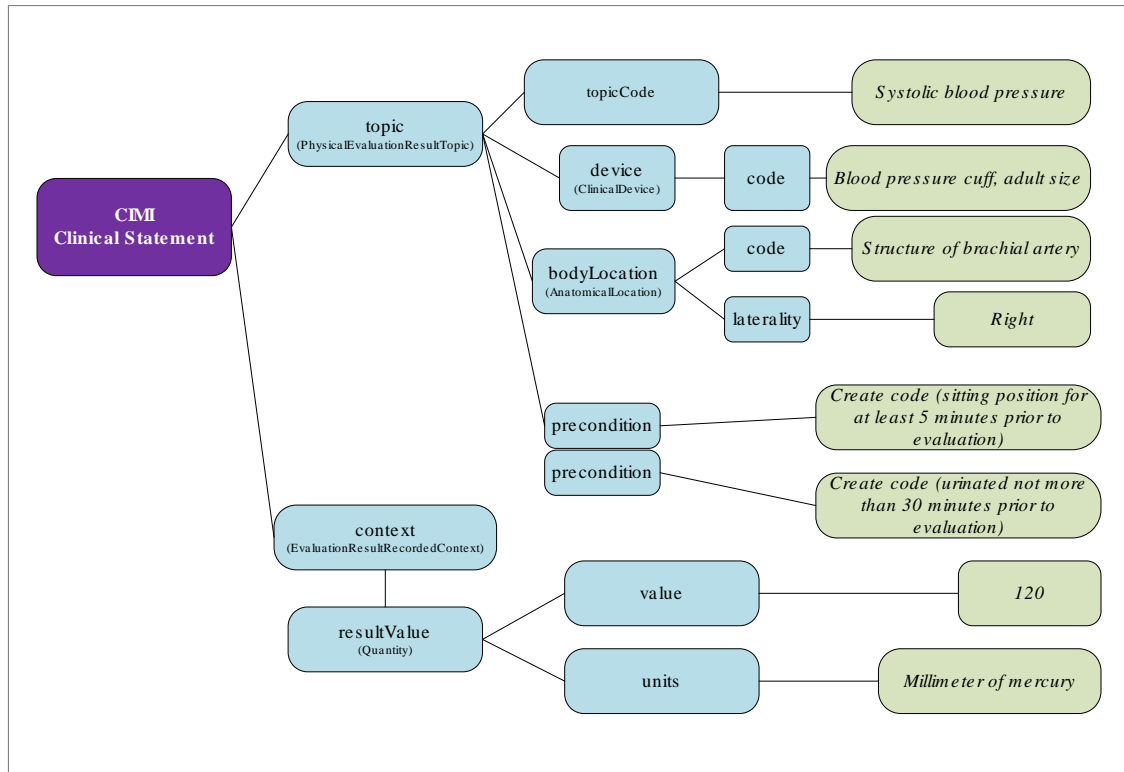 CIMI
Clinical Statement
topic
(PhysicalEvaluationResultTopic)
topicCode
Systolic blood pressure
device
(ClinicalDevice)
code
Blood pressure cuff, adult size
bodyLocation
(AnatomicalLocation)
code
Structure of brachial artery
laterality
Right
precondition
Create code (sitting position for
at least 5 minutes prior to
evaluation)
precondition
Create code (urinated not more
than 30 minutes prior to
evaluation)
context
(EvaluationResultRecordedContext)
resultValue
(Quantity)
value
120
units
Millimeter of mercury